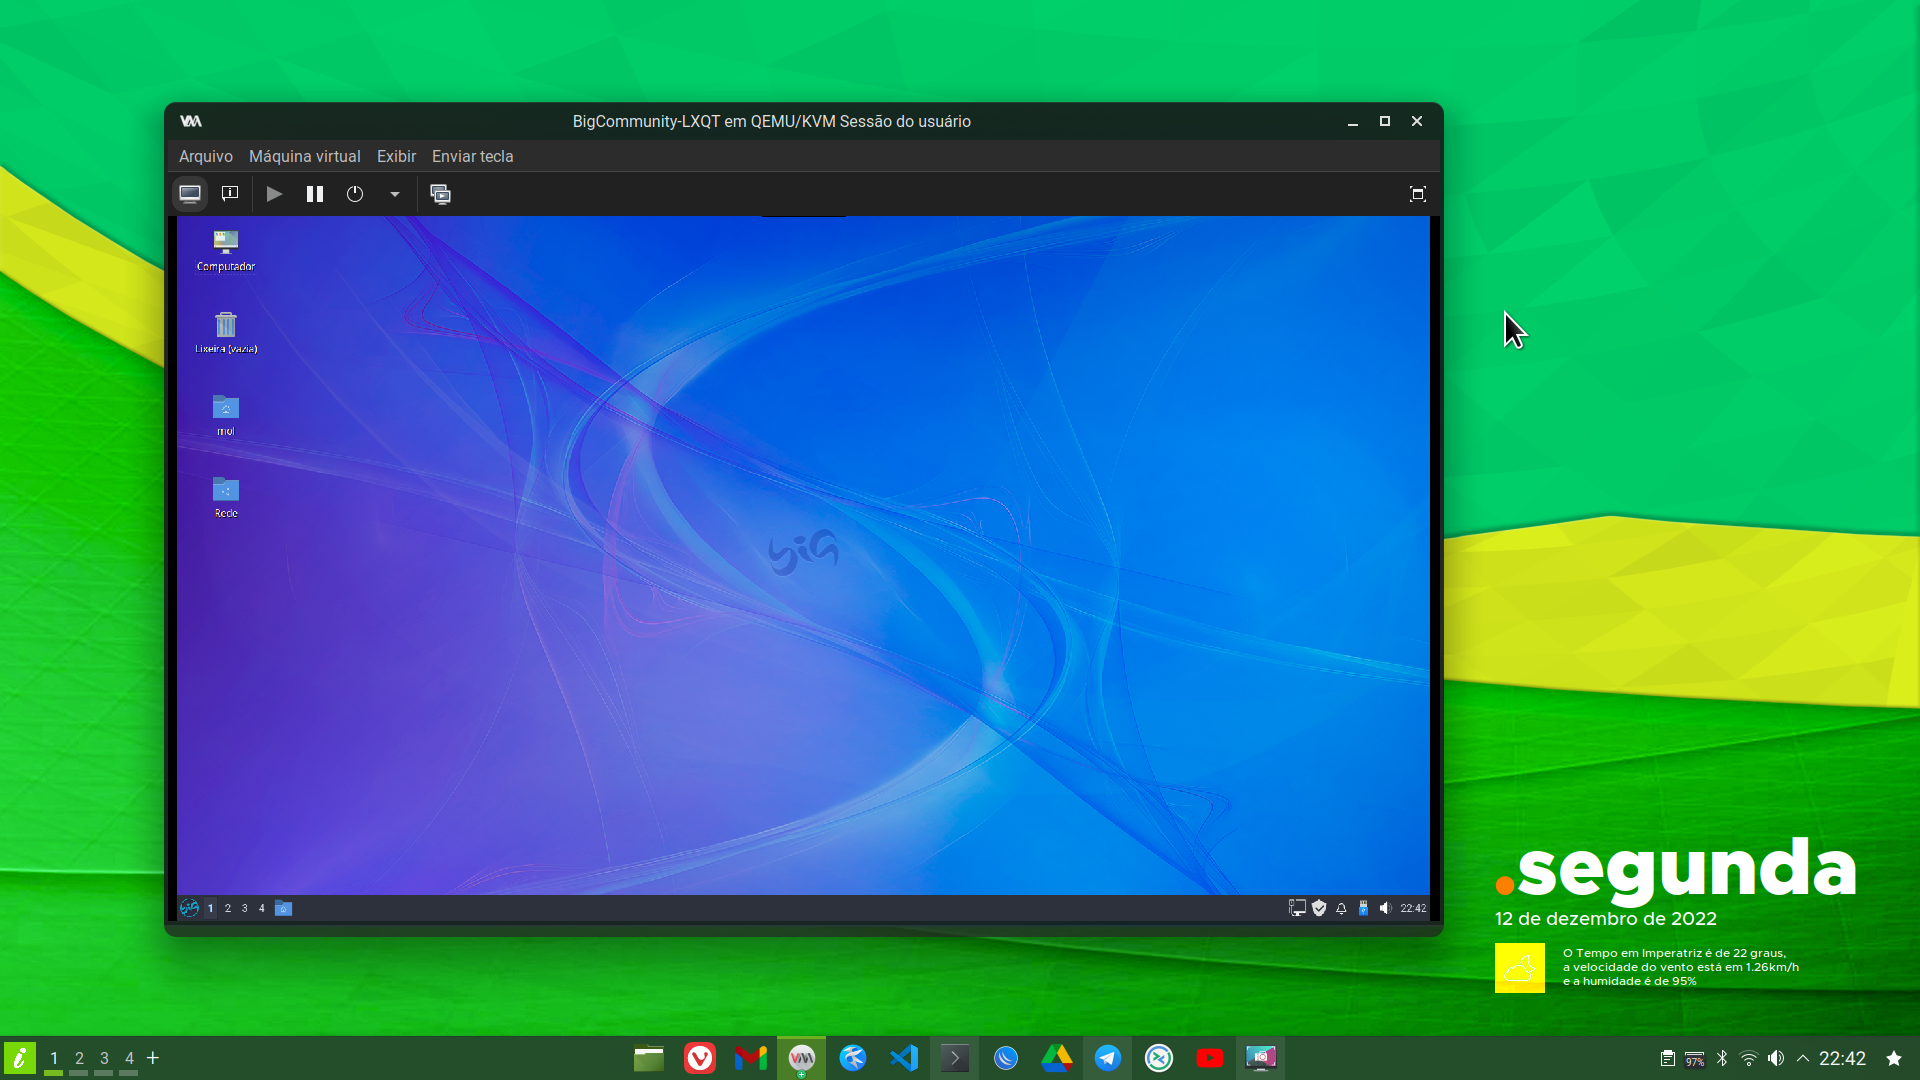 BigCommunity-LXQT em QEMU/KVM Sessão do usuário
Arquivo Máquina virtual Exibir Enviar tecla
Computador
Lixeira (vazia)
mol
Rede
big
1 2 3 4
22:42
.segunda
12 de dezembro de 2022
O Tempo em Imperatriz é de 22 graus,
a velocidade do vento está em 1.26km/h
e a humidade é de 95%
1 2 3 4 +
97%
22:42